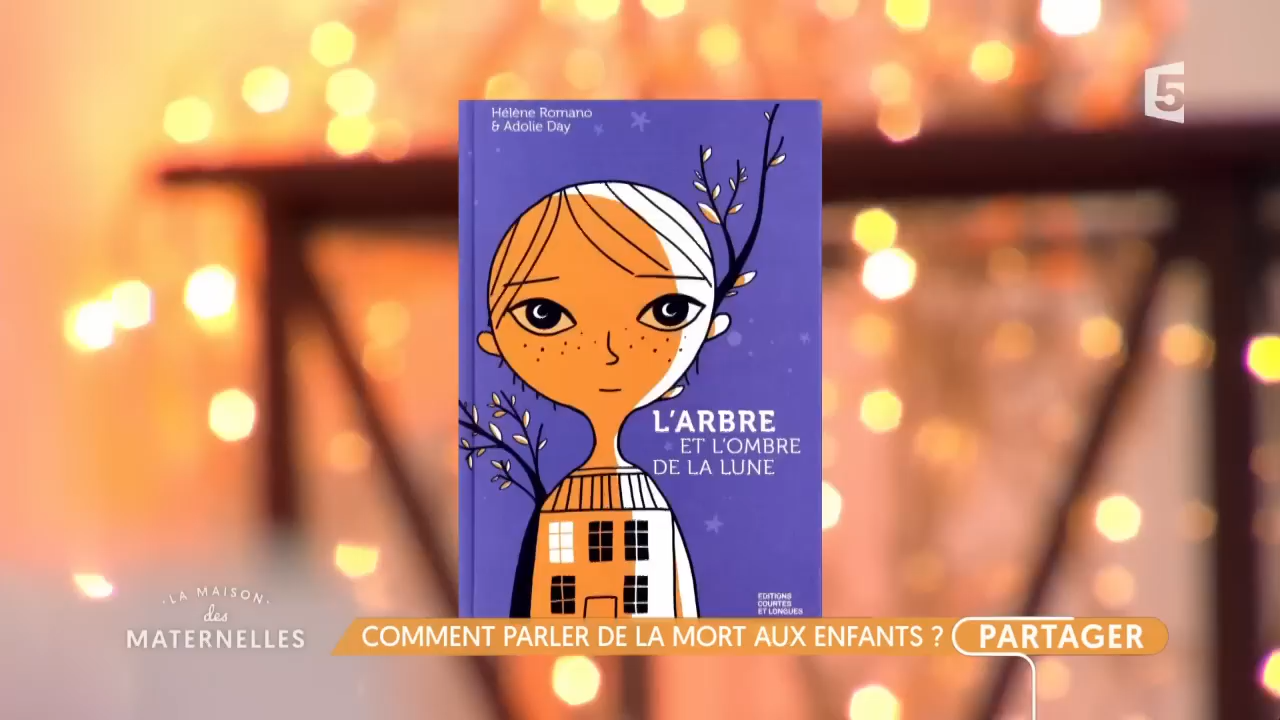 Hélène Romano
& Adolie Day
5
L'ARBRE
ET L'OMBRE
DE LA LUNE
EDITIONS
COURTES
ET LONGUES
·LA MAISON·
des
MATERNELLES
COMMENT PARLER DE LA MORT AUX ENFANTS ?
PARTAGER